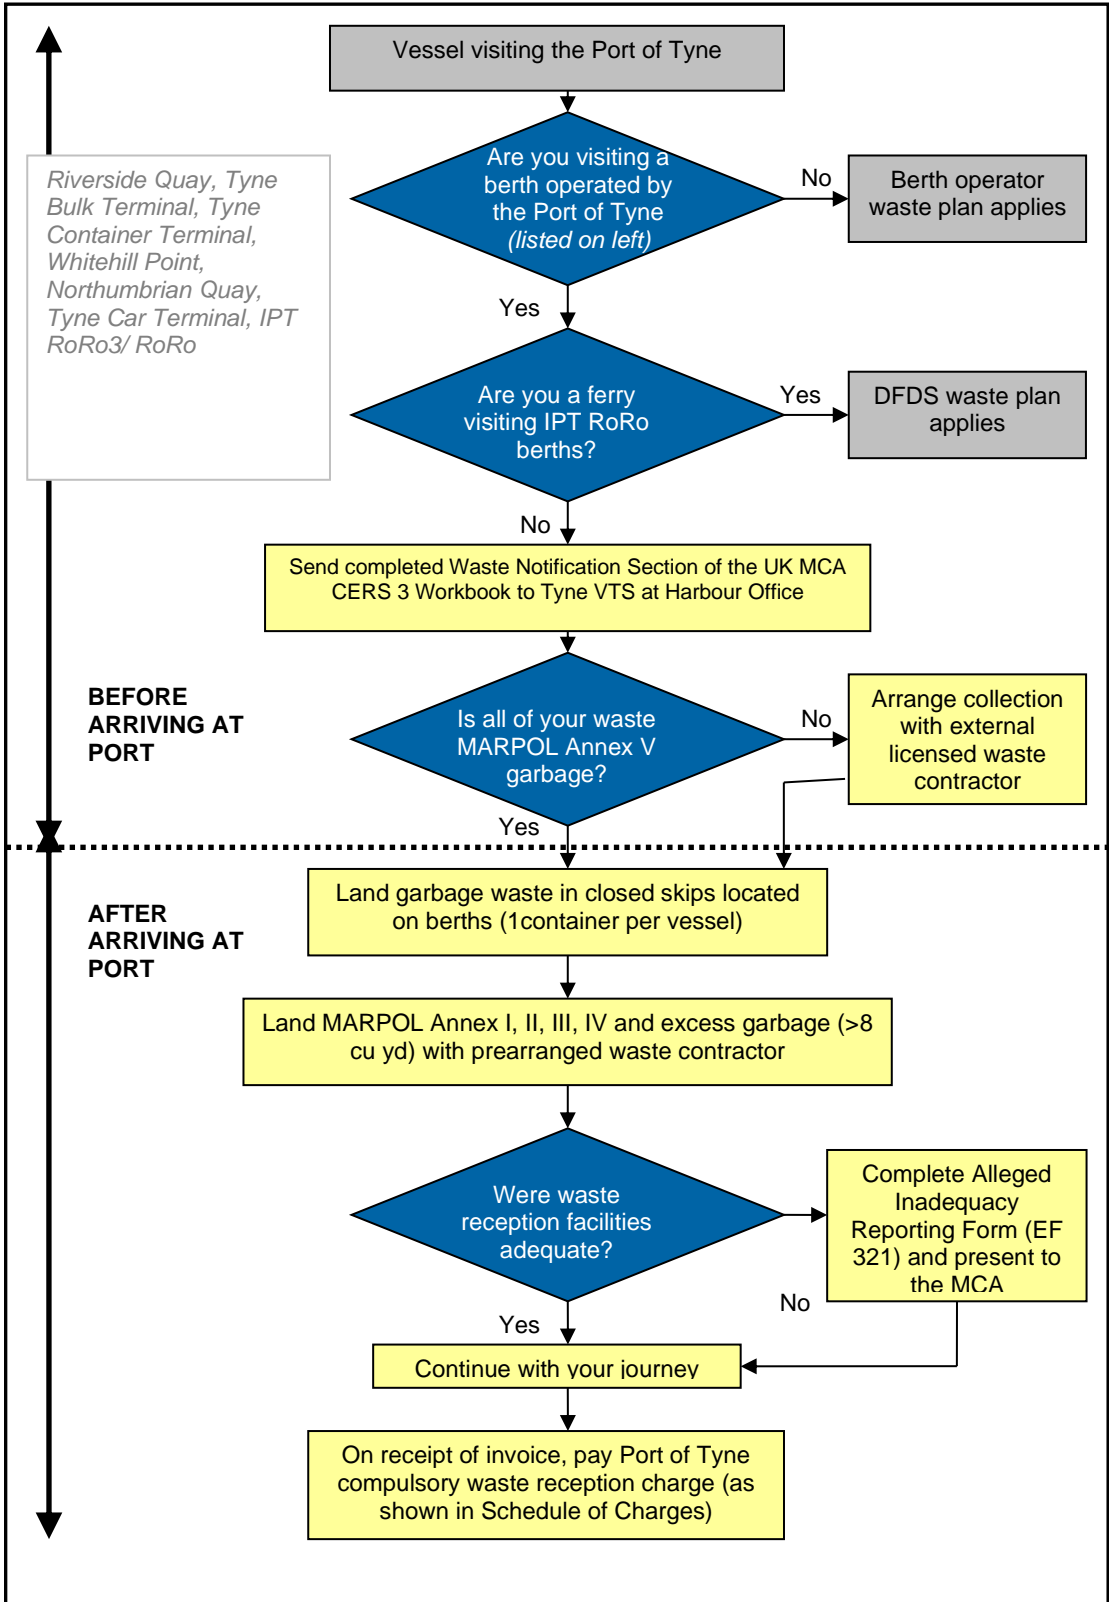 Vessel visiting the Port of Tyne
Are you visiting a
berth operated by
the Port of Tyne
(listed on left)
No
Berth operator
waste plan applies
Riverside Quay, Tyne
Bulk Terminal, Tyne
Container Terminal,
Whitehill Point,
Northumbrian Quay,
Tyne Car Terminal, IPT
RoRo3/ RoRo
Yes
Are you a ferry
visiting IPT RoRo
berths?
Yes
DFDS waste plan
applies
No
Send completed Waste Notification Section of the UK MCA
CERS 3 Workbook to Tyne VTS at Harbour Office
BEFORE
ARRIVING AT
PORT
Is all of your waste
MARPOL Annex V
garbage?
No
Arrange collection
with external
licensed waste
contractor
Yes
AFTER
ARRIVING AT
PORT
Land garbage waste in closed skips located
on berths (1container per vessel)
Land MARPOL Annex I, II, III, IV and excess garbage (>8
cu yd) with prearranged waste contractor
Were waste
reception facilities
adequate?
Complete Alleged
Inadequacy
Reporting Form (EF
321) and present to
the MCA
No
Yes
Continue with your journey
On receipt of invoice, pay Port of Tyne
compulsory waste reception charge (as
shown in Schedule of Charges)